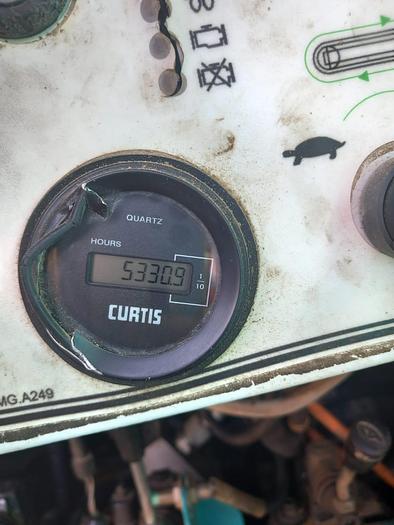 QUARTZ
HOURS
5330.9
1/10
CURTIS
MG.A249